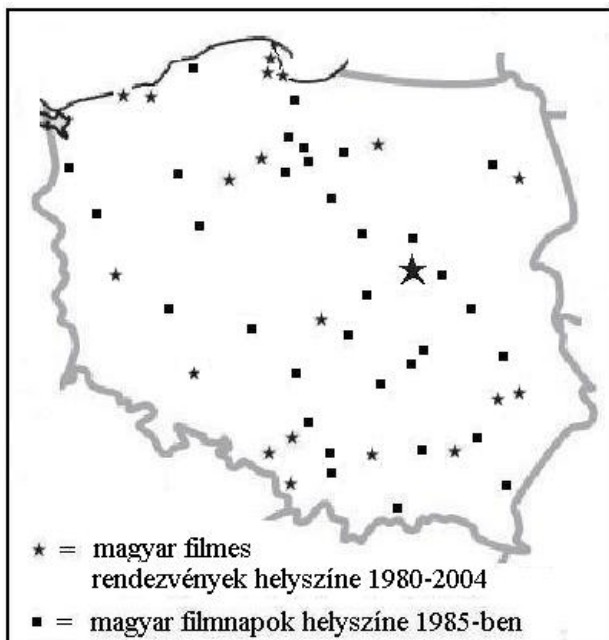 ★ = magyar filmes
rendezvények helyszíne 1980-2004
■ = magyar filmnapok helyszíne 1985-ben